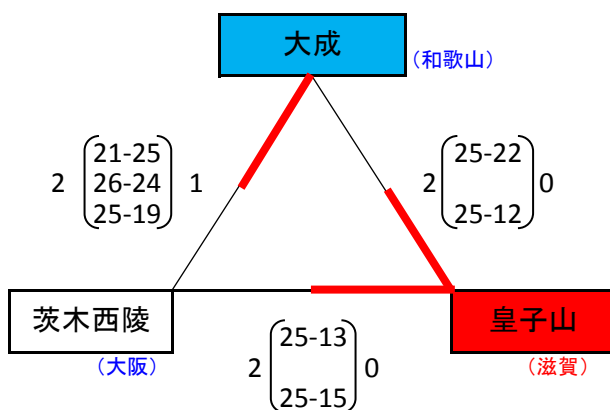 大成
(和歌山)
2 21-25 1
26-24
25-19
2 25-22 0
25-12
茨木西陵
(大阪)
皇子山
(滋賀)
2 25-13 0
25-15